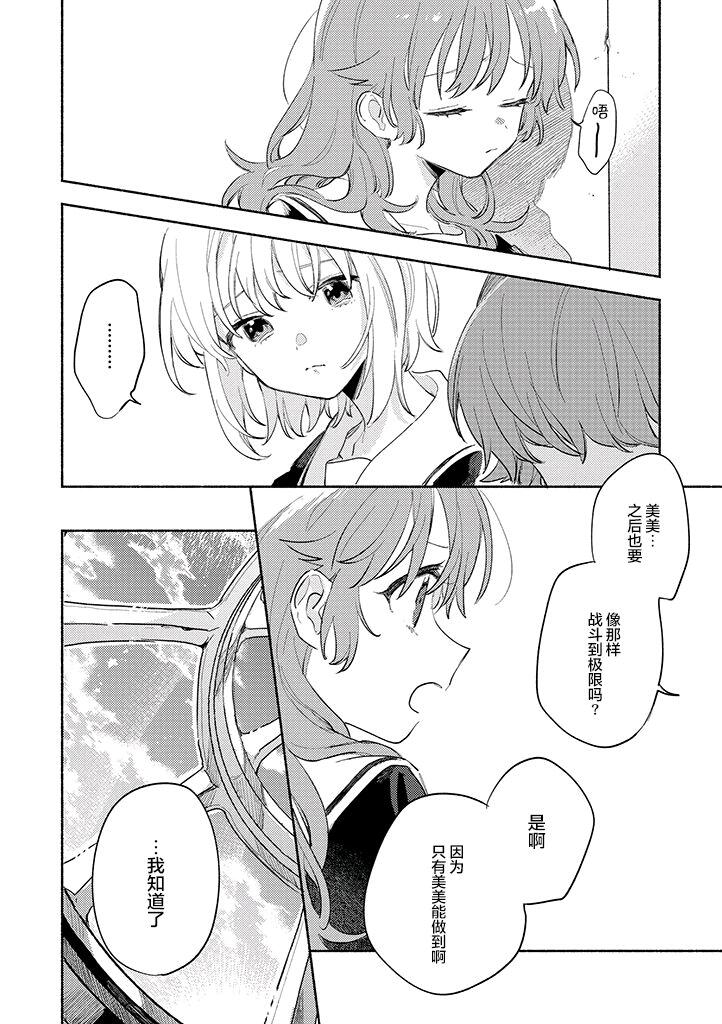 唔ー
………
美美…
之后也要
像那样
战斗到极限吗？
是啊
因为
只有美美能做到啊
…我知道了